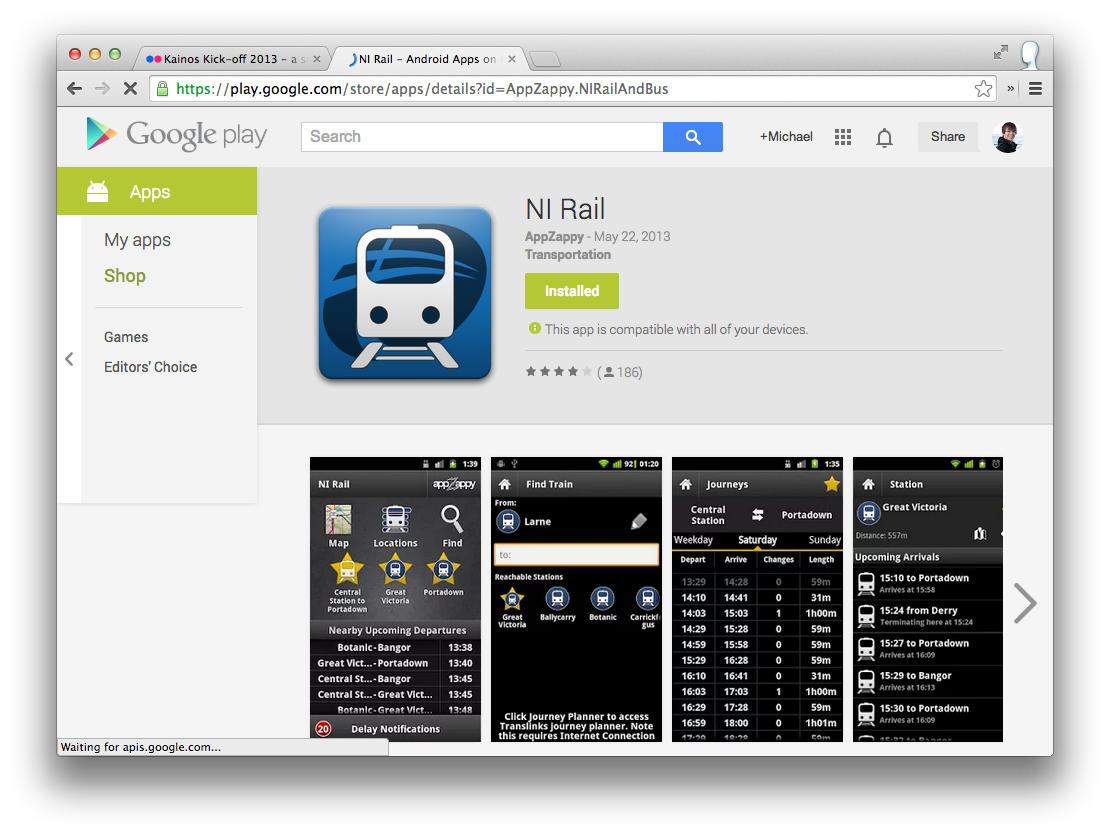 Kainos Kick-off 2013 – a s
NI Rail – Android Apps on
https://play.google.com/store/apps/details?id=AppZappy.NIRailAndBus
Google play
Search
+Michael
Share
Apps
My apps
Shop
Games
Editors' Choice
NI Rail
AppZappy - May 22, 2013
Transportation
Installed
This app is compatible with all of your devices.
(186)
1:39
NI Rail
appZappy
Map Locations Find
Central Station to Portadown
Great Victoria
Portadown
Nearby Upcoming Departures
Botanic-Bangor 13:38
Great Vict...-Portadown 13:40
Central St...-Bangor 13:45
Central St...-Great Vict... 13:45
Botanic-Great Vict... 13:48
20 Delay Notifications
92 01:20
Find Train
From:
Larne
to:
Reachable Stations
Great Victoria
Ballycarry
Botanic
Carrickf
gus
Click Journey Planner to access
Translinks journey planner. Note
this requires Internet Connection
1:35
Journeys
Central Station
Portadown
Weekday Saturday Sunday
Depart Arrive Changes Length
13:29 14:28 0 59m
14:10 14:41 0 31m
14:03 15:03 1 1h00m
14:29 15:28 0 59m
14:59 15:58 0 59m
15:29 16:28 0 59m
16:10 16:41 0 31m
16:03 17:03 1 1h00m
16:29 17:28 0 59m
16:59 18:00 0 1h01m
17:29 18:28 0 59m
Station
Great Victoria
Distance: 557m
Upcoming Arrivals
15:10 to Portadown
Arrives at 15:58
15:24 from Derry
Terminating here at 15:24
15:27 to Portadown
Arrives at 16:09
15:29 to Bangor
Arrives at 16:13
15:30 to Portadown
Arrives at 16:09
Waiting for apis.google.com...